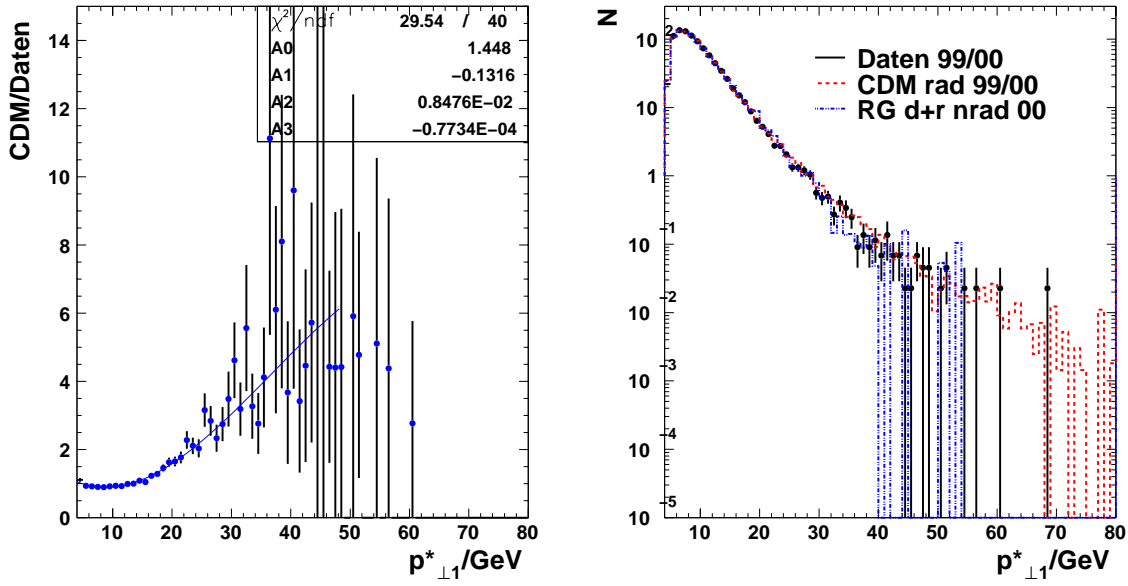 CDM/Daten
χ²/ndf 29.54 / 40
A0 1.448
A1 -0.1316
A2 0.8476E-02
A3 -0.7734E-04
14
12
10
8
6
4
2
0
10 20 30 40 50 60 70 80
p*⊥1/GeV
N
Daten 99/00
CDM rad 99/00
RG d+r nrad 00
10 2
10
1
10 -1
10 -2
10 -3
10 -4
10 -5
10 20 30 40 50 60 70 80
p*⊥1/GeV